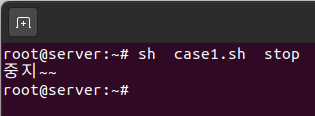 root@server:~# sh  case1.sh  stop
중지~~
root@server:~#